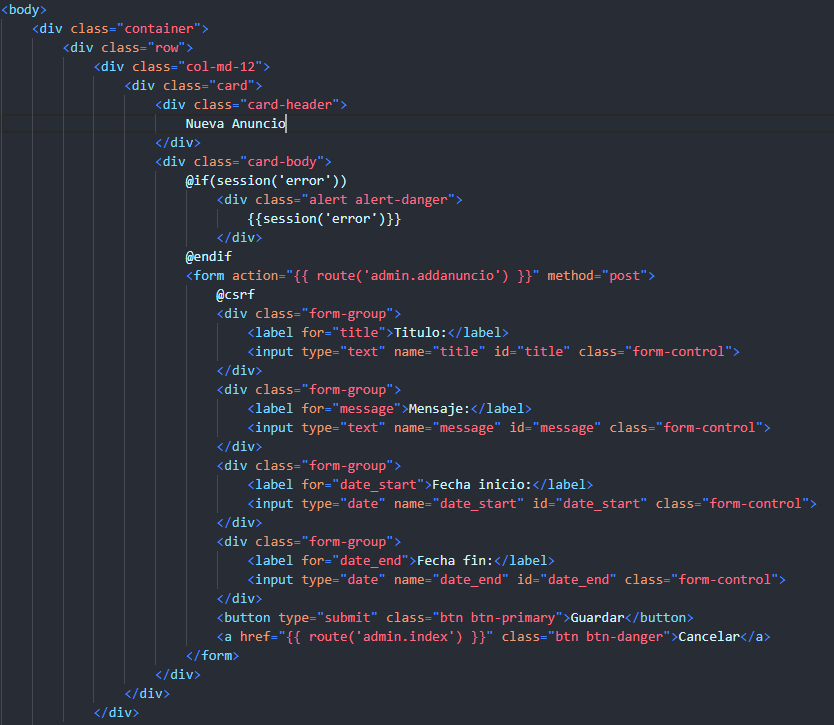 <body>
<div class="container">
<div class="row">
<div class="col-md-12">
<div class="card">
<div class="card-header">
Nueva Anuncio
</div>
<div class="card-body">
@if(session('error'))
<div class="alert alert-danger">
{{session('error')}}
</div>
@endif
<form action="{{ route('admin.addanuncio') }}" method="post">
@csrf
<div class="form-group">
<label for="title">Titulo:</label>
<input type="text" name="title" id="title" class="form-control">
</div>
<div class="form-group">
<label for="message">Mensaje:</label>
<input type="text" name="message" id="message" class="form-control">
</div>
<div class="form-group">
<label for="date_start">Fecha inicio:</label>
<input type="date" name="date_start" id="date_start" class="form-control">
</div>
<div class="form-group">
<label for="date_end">Fecha fin:</label>
<input type="date" name="date_end" id="date_end" class="form-control">
</div>
<button type="submit" class="btn btn-primary">Guardar</button>
<a href="{{ route('admin.index') }}" class="btn btn-danger">Cancelar</a>
</form>
</div>
</div>
</div>